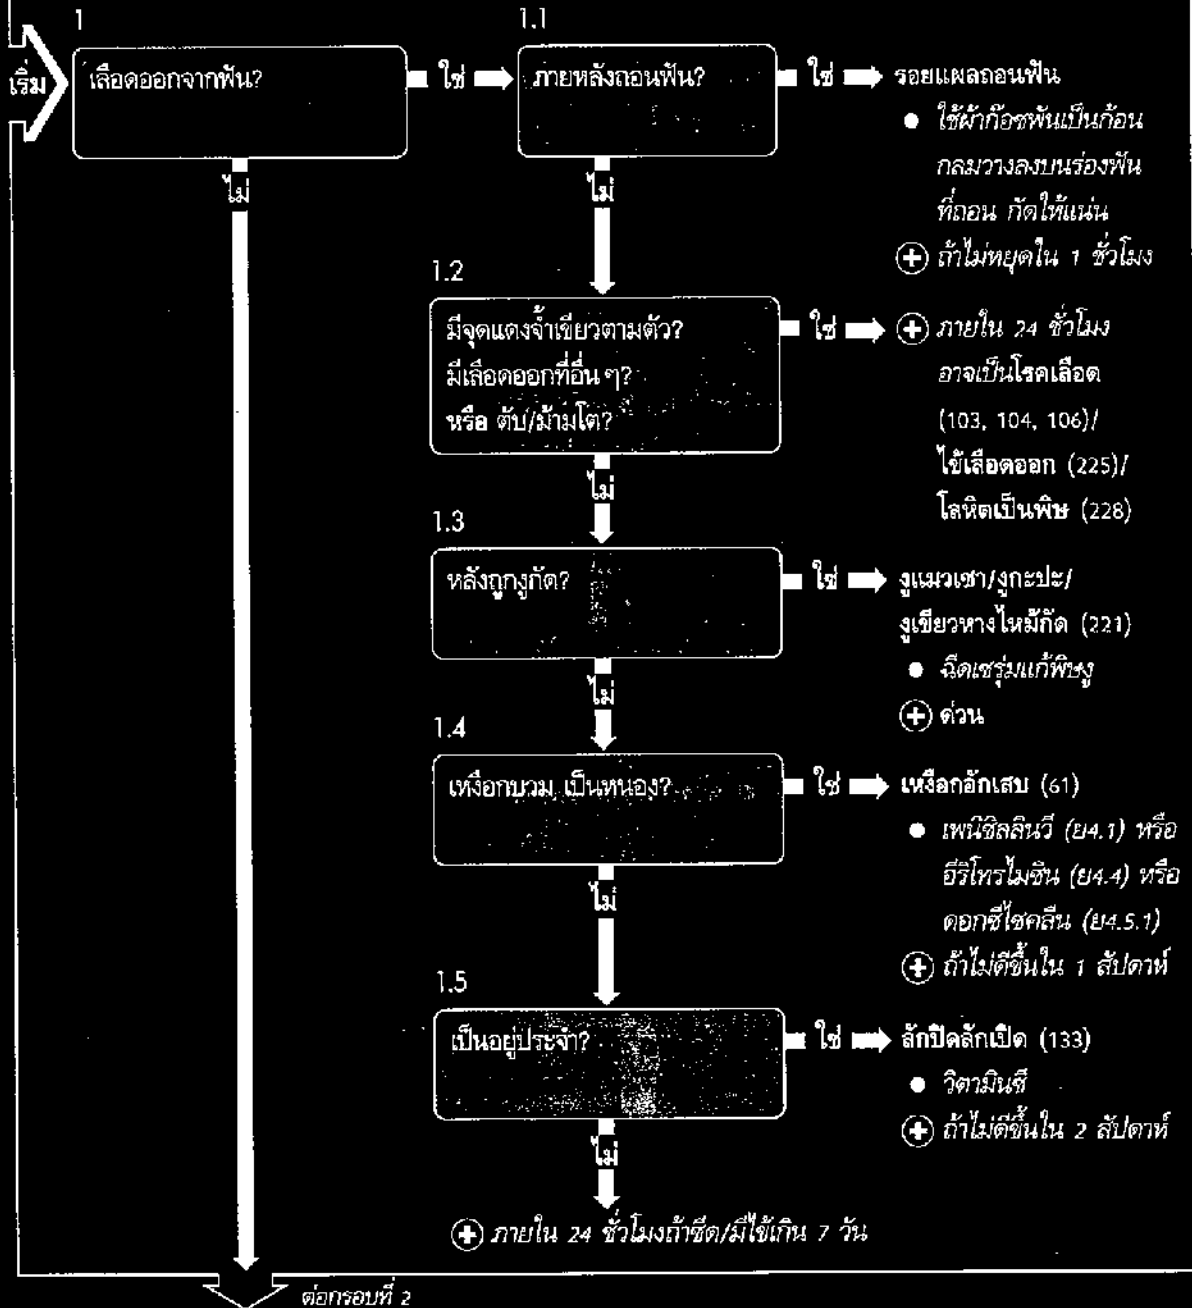 1
1.1
เริ่ม
เลือดออกจากฟัน?
ใช่
ภายหลังถอนฟัน?
ใช่
รอยแผลถอนฟัน
● ใช้ผ้าก๊อซพันเป็นก้อน
กลมวางลงบนร่องฟัน
ที่ถอน กัดให้แน่น
ไม่
ไม่
⊕ ถ้าไม่หยุดใน 1 ชั่วโมง
1.2
มีจุดแดงจ้ำเขียวตามตัว?
มีเลือดออกที่อื่น ๆ?
หรือ ตับ/ม้ามโต?
ใช่
⊕ ภายใน 24 ชั่วโมง
อาจเป็นโรคเลือด
(103, 104, 106)/
ไข้เลือดออก (225)/
โลหิตเป็นพิษ (228)
ไม่
1.3
หลังถูกงูกัด?
ใช่
งูแมวเซา/งูกะปะ/
งูเขียวหางไหม้กัด (221)
● ฉีดเซรุ่มแก้พิษงู
⊕ ด่วน
ไม่
1.4
เหงือกบวม เป็นหนอง?
ใช่
เหงือกอักเสบ (61)
● เพนิซิลลินวี (ย4.1) หรือ
อีริโทรไมซิน (ย4.4) หรือ
ดอกซีไซคลีน (ย4.5.1)
⊕ ถ้าไม่ดีขึ้นใน 1 สัปดาห์
ไม่
1.5
เป็นอยู่ประจำ?
ใช่
ลักปิดลักเปิด (133)
● วิตามินซี
⊕ ถ้าไม่ดีขึ้นใน 2 สัปดาห์
ไม่
⊕ ภายใน 24 ชั่วโมงถ้าซีด/มีไข้เกิน 7 วัน
ต่อกรอบที่ 2